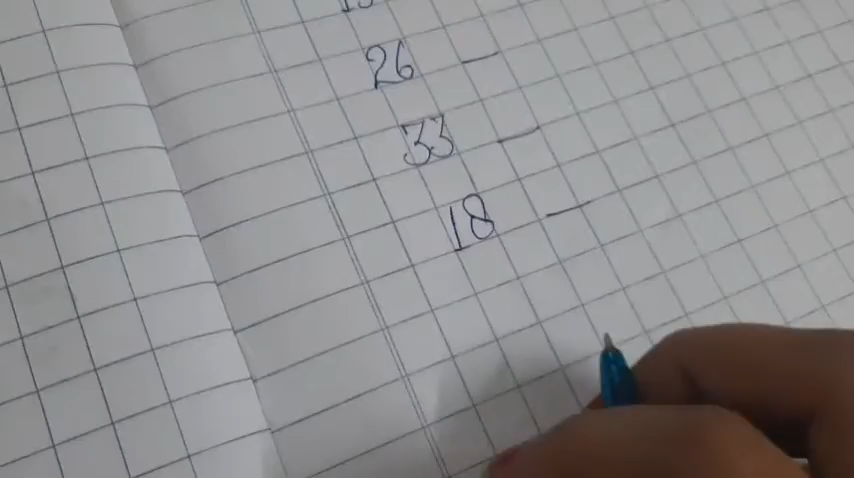 26 —
33 —
18 —